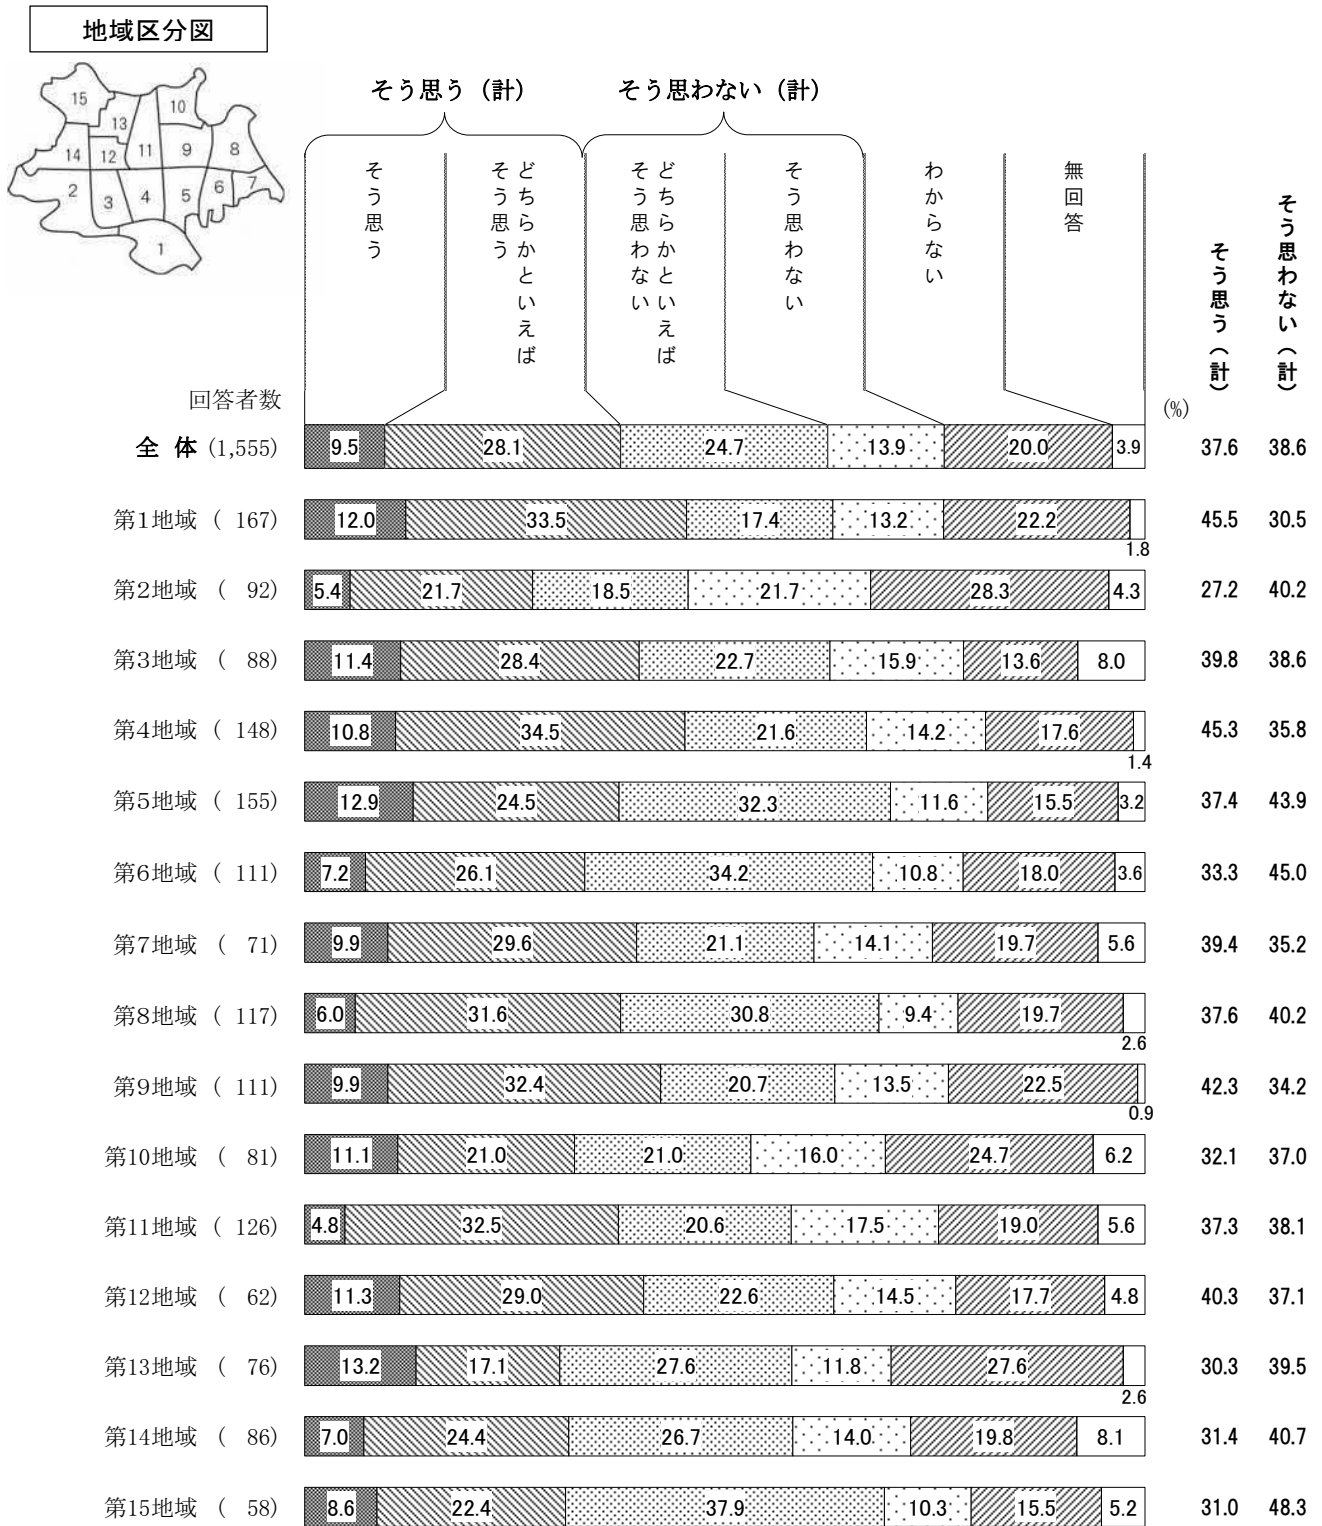 地域区分図
15
10
13
14
12
11
9
8
2
3
4
5
6
7
1
そう思う（計）
そう思わない（計）
そう思う
どちらかといえば
そう思う
どちらかといえば
そう思わない
そう思わない
わからない
無回答
そう思う（計）
そう思わない（計）
回答者数
(%)
全 体 (1,555) 9.5 28.1 24.7 13.9 20.0 3.9 37.6 38.6
第1地域 ( 167) 12.0 33.5 17.4 13.2 22.2 1.8 45.5 30.5
第2地域 ( 92) 5.4 21.7 18.5 21.7 28.3 4.3 27.2 40.2
第3地域 ( 88) 11.4 28.4 22.7 15.9 13.6 8.0 39.8 38.6
第4地域 ( 148) 10.8 34.5 21.6 14.2 17.6 1.4 45.3 35.8
第5地域 ( 155) 12.9 24.5 32.3 11.6 15.5 3.2 37.4 43.9
第6地域 ( 111) 7.2 26.1 34.2 10.8 18.0 3.6 33.3 45.0
第7地域 ( 71) 9.9 29.6 21.1 14.1 19.7 5.6 39.4 35.2
第8地域 ( 117) 6.0 31.6 30.8 9.4 19.7 2.6 37.6 40.2
第9地域 ( 111) 9.9 32.4 20.7 13.5 22.5 0.9 42.3 34.2
第10地域 ( 81) 11.1 21.0 21.0 16.0 24.7 6.2 32.1 37.0
第11地域 ( 126) 4.8 32.5 20.6 17.5 19.0 5.6 37.3 38.1
第12地域 ( 62) 11.3 29.0 22.6 14.5 17.7 4.8 40.3 37.1
第13地域 ( 76) 13.2 17.1 27.6 11.8 27.6 2.6 30.3 39.5
第14地域 ( 86) 7.0 24.4 26.7 14.0 19.8 8.1 31.4 40.7
第15地域 ( 58) 8.6 22.4 37.9 10.3 15.5 5.2 31.0 48.3